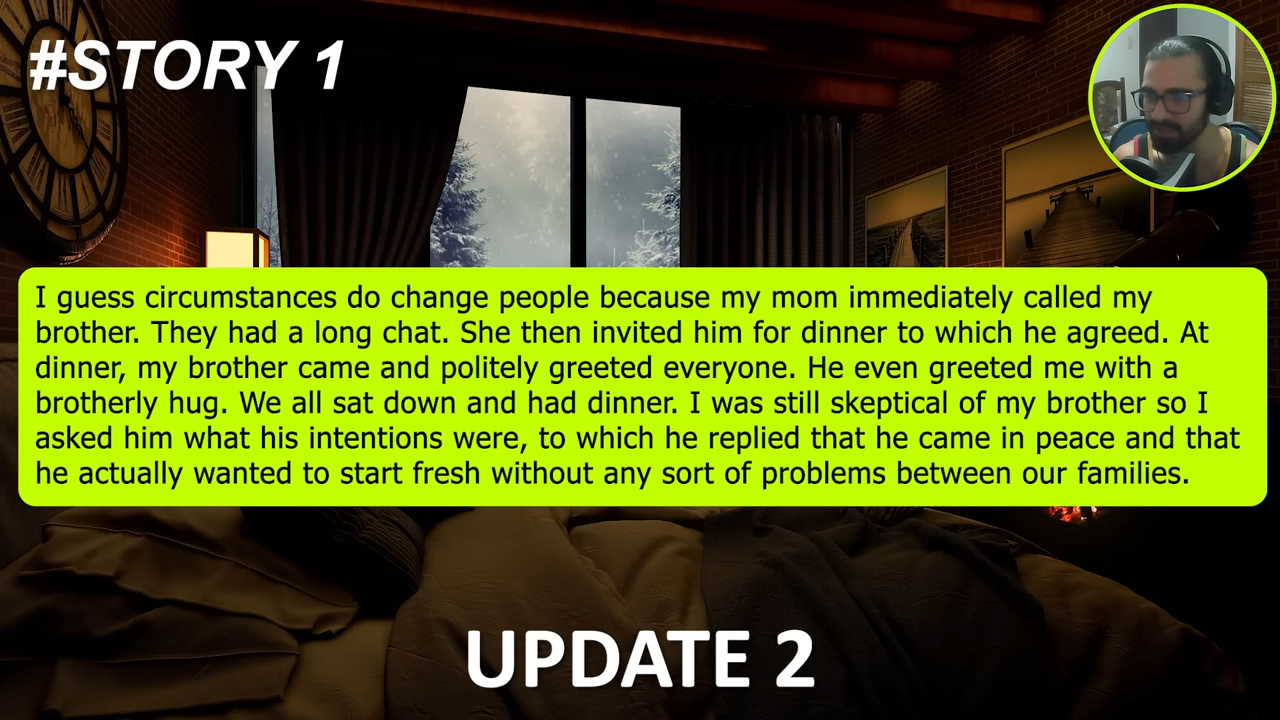 #STORY 1
I guess circumstances do change people because my mom immediately called my
brother. They had a long chat. She then invited him for dinner to which he agreed. At
dinner, my brother came and politely greeted everyone. He even greeted me with a
brotherly hug. We all sat down and had dinner. I was still skeptical of my brother so I
asked him what his intentions were, to which he replied that he came in peace and that
he actually wanted to start fresh without any sort of problems between our families.
UPDATE 2